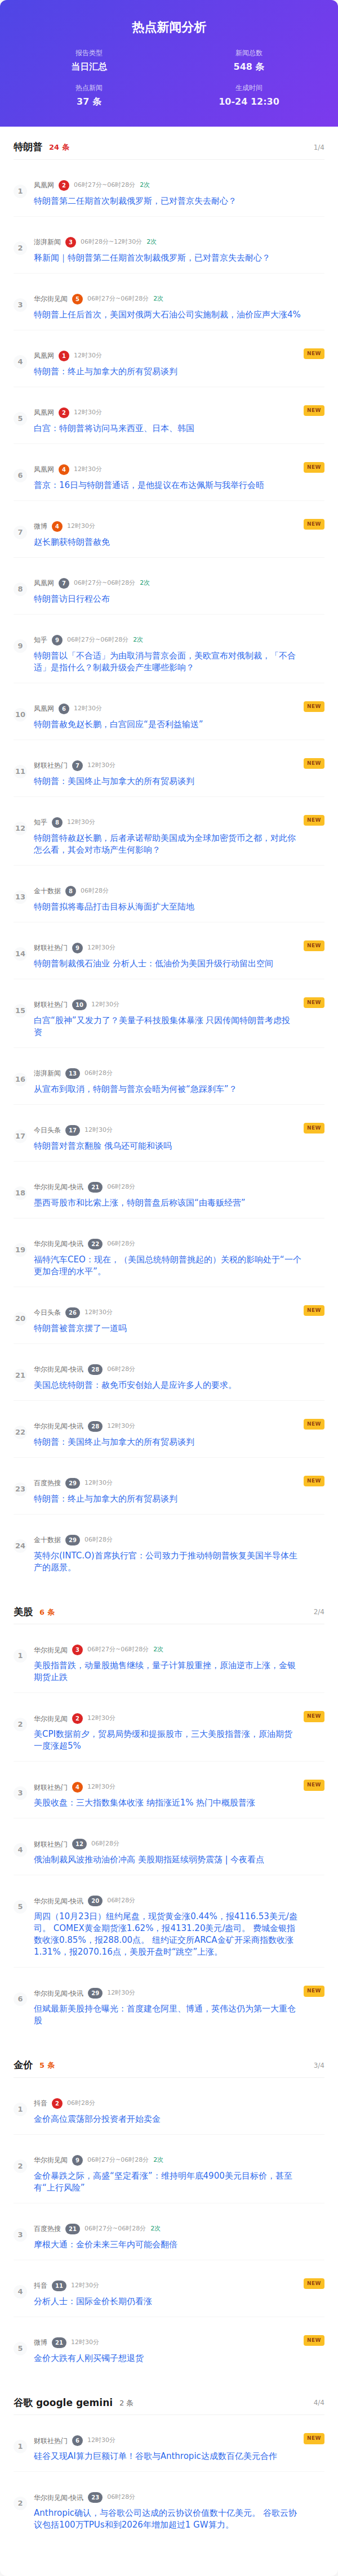 热点新闻分析
报告类型
当日汇总
新闻总数
548 条
热点新闻
37 条
生成时间
10-24 12:30
特朗普 24 条 1/4
1
凤凰网 2 06时27分~06时28分 2次
特朗普第二任期首次制裁俄罗斯，已对普京失去耐心？
2
澎湃新闻 3 06时28分~12时30分 2次
释新闻｜特朗普第二任期首次制裁俄罗斯，已对普京失去耐心？
3
华尔街见闻 5 06时27分~06时28分 2次
特朗普上任后首次，美国对俄两大石油公司实施制裁，油价应声大涨4%
4
凤凰网 1 12时30分 NEW
特朗普：终止与加拿大的所有贸易谈判
5
凤凰网 2 12时30分 NEW
白宫：特朗普将访问马来西亚、日本、韩国
6
凤凰网 4 12时30分 NEW
普京：16日与特朗普通话，是他提议在布达佩斯与我举行会晤
7
微博 4 12时30分 NEW
赵长鹏获特朗普赦免
8
凤凰网 7 06时27分~06时28分 2次
特朗普访日行程公布
9
知乎 9 06时27分~06时28分 2次
特朗普以「不合适」为由取消与普京会面，美欧宣布对俄制裁，「不合
适」是指什么？制裁升级会产生哪些影响？
10
凤凰网 6 12时30分 NEW
特朗普赦免赵长鹏，白宫回应“是否利益输送”
11
财联社热门 7 12时30分 NEW
特朗普：美国终止与加拿大的所有贸易谈判
12
知乎 8 12时30分 NEW
特朗普特赦赵长鹏，后者承诺帮助美国成为全球加密货币之都，对此你
怎么看，其会对市场产生何影响？
13
金十数据 8 06时28分
特朗普拟将毒品打击目标从海面扩大至陆地
14
财联社热门 9 12时30分 NEW
特朗普制裁俄石油业 分析人士：低油价为美国升级行动留出空间
15
财联社热门 10 12时30分 NEW
白宫“股神”又发力了？美量子科技股集体暴涨 只因传闻特朗普考虑投
资
16
澎湃新闻 13 06时28分
从宣布到取消，特朗普与普京会晤为何被“急踩刹车”？
17
今日头条 17 12时30分 NEW
特朗普对普京翻脸 俄乌还可能和谈吗
18
华尔街见闻-快讯 21 06时28分
墨西哥股市和比索上涨，特朗普盘后称该国“由毒贩经营”
19
华尔街见闻-快讯 22 06时28分
福特汽车CEO：现在，（美国总统特朗普挑起的）关税的影响处于“一个
更加合理的水平”。
20
今日头条 26 12时30分 NEW
特朗普被普京摆了一道吗
21
华尔街见闻-快讯 28 06时28分
美国总统特朗普：赦免币安创始人是应许多人的要求。
22
华尔街见闻-快讯 28 12时30分 NEW
特朗普：美国终止与加拿大的所有贸易谈判
23
百度热搜 29 12时30分 NEW
特朗普：终止与加拿大的所有贸易谈判
24
金十数据 29 06时28分
英特尔(INTC.O)首席执行官：公司致力于推动特朗普恢复美国半导体生
产的愿景。
美股 6 条 2/4
1
华尔街见闻 3 06时27分~06时28分 2次
美股指普跌，动量股抛售继续，量子计算股重挫，原油逆市上涨，金银
期货止跌
2
华尔街见闻 2 12时30分 NEW
美CPI数据前夕，贸易局势缓和提振股市，三大美股指普涨，原油期货
一度涨超5%
3
财联社热门 4 12时30分 NEW
美股收盘：三大指数集体收涨 纳指涨近1% 热门中概股普涨
4
财联社热门 12 06时28分
俄油制裁风波推动油价冲高 美股期指延续弱势震荡 | 今夜看点
5
华尔街见闻-快讯 20 06时28分
周四（10月23日）纽约尾盘，现货黄金涨0.44%，报4116.53美元/盎
司。 COMEX黄金期货涨1.62%，报4131.20美元/盎司。 费城金银指
数收涨0.85%，报288.00点。 纽约证交所ARCA金矿开采商指数收涨
1.31%，报2070.16点，美股开盘时“跳空”上涨。
6
华尔街见闻-快讯 29 12时30分 NEW
但斌最新美股持仓曝光：首度建仓阿里、博通，英伟达仍为第一大重仓
股
金价 5 条 3/4
1
抖音 2 06时28分
金价高位震荡部分投资者开始卖金
2
华尔街见闻 9 06时27分~06时28分 2次
金价暴跌之际，高盛“坚定看涨”：维持明年底4900美元目标价，甚至
有“上行风险”
3
百度热搜 21 06时27分~06时28分 2次
摩根大通：金价未来三年内可能会翻倍
4
抖音 11 12时30分 NEW
分析人士：国际金价长期仍看涨
5
微博 21 12时30分 NEW
金价大跌有人刚买镯子想退货
谷歌 google gemini 2 条 4/4
1
财联社热门 6 12时30分 NEW
硅谷又现AI算力巨额订单！谷歌与Anthropic达成数百亿美元合作
2
华尔街见闻-快讯 23 06时28分
Anthropic确认，与谷歌公司达成的云协议价值数十亿美元。 谷歌云协
议包括100万TPUs和到2026年增加超过1 GW算力。